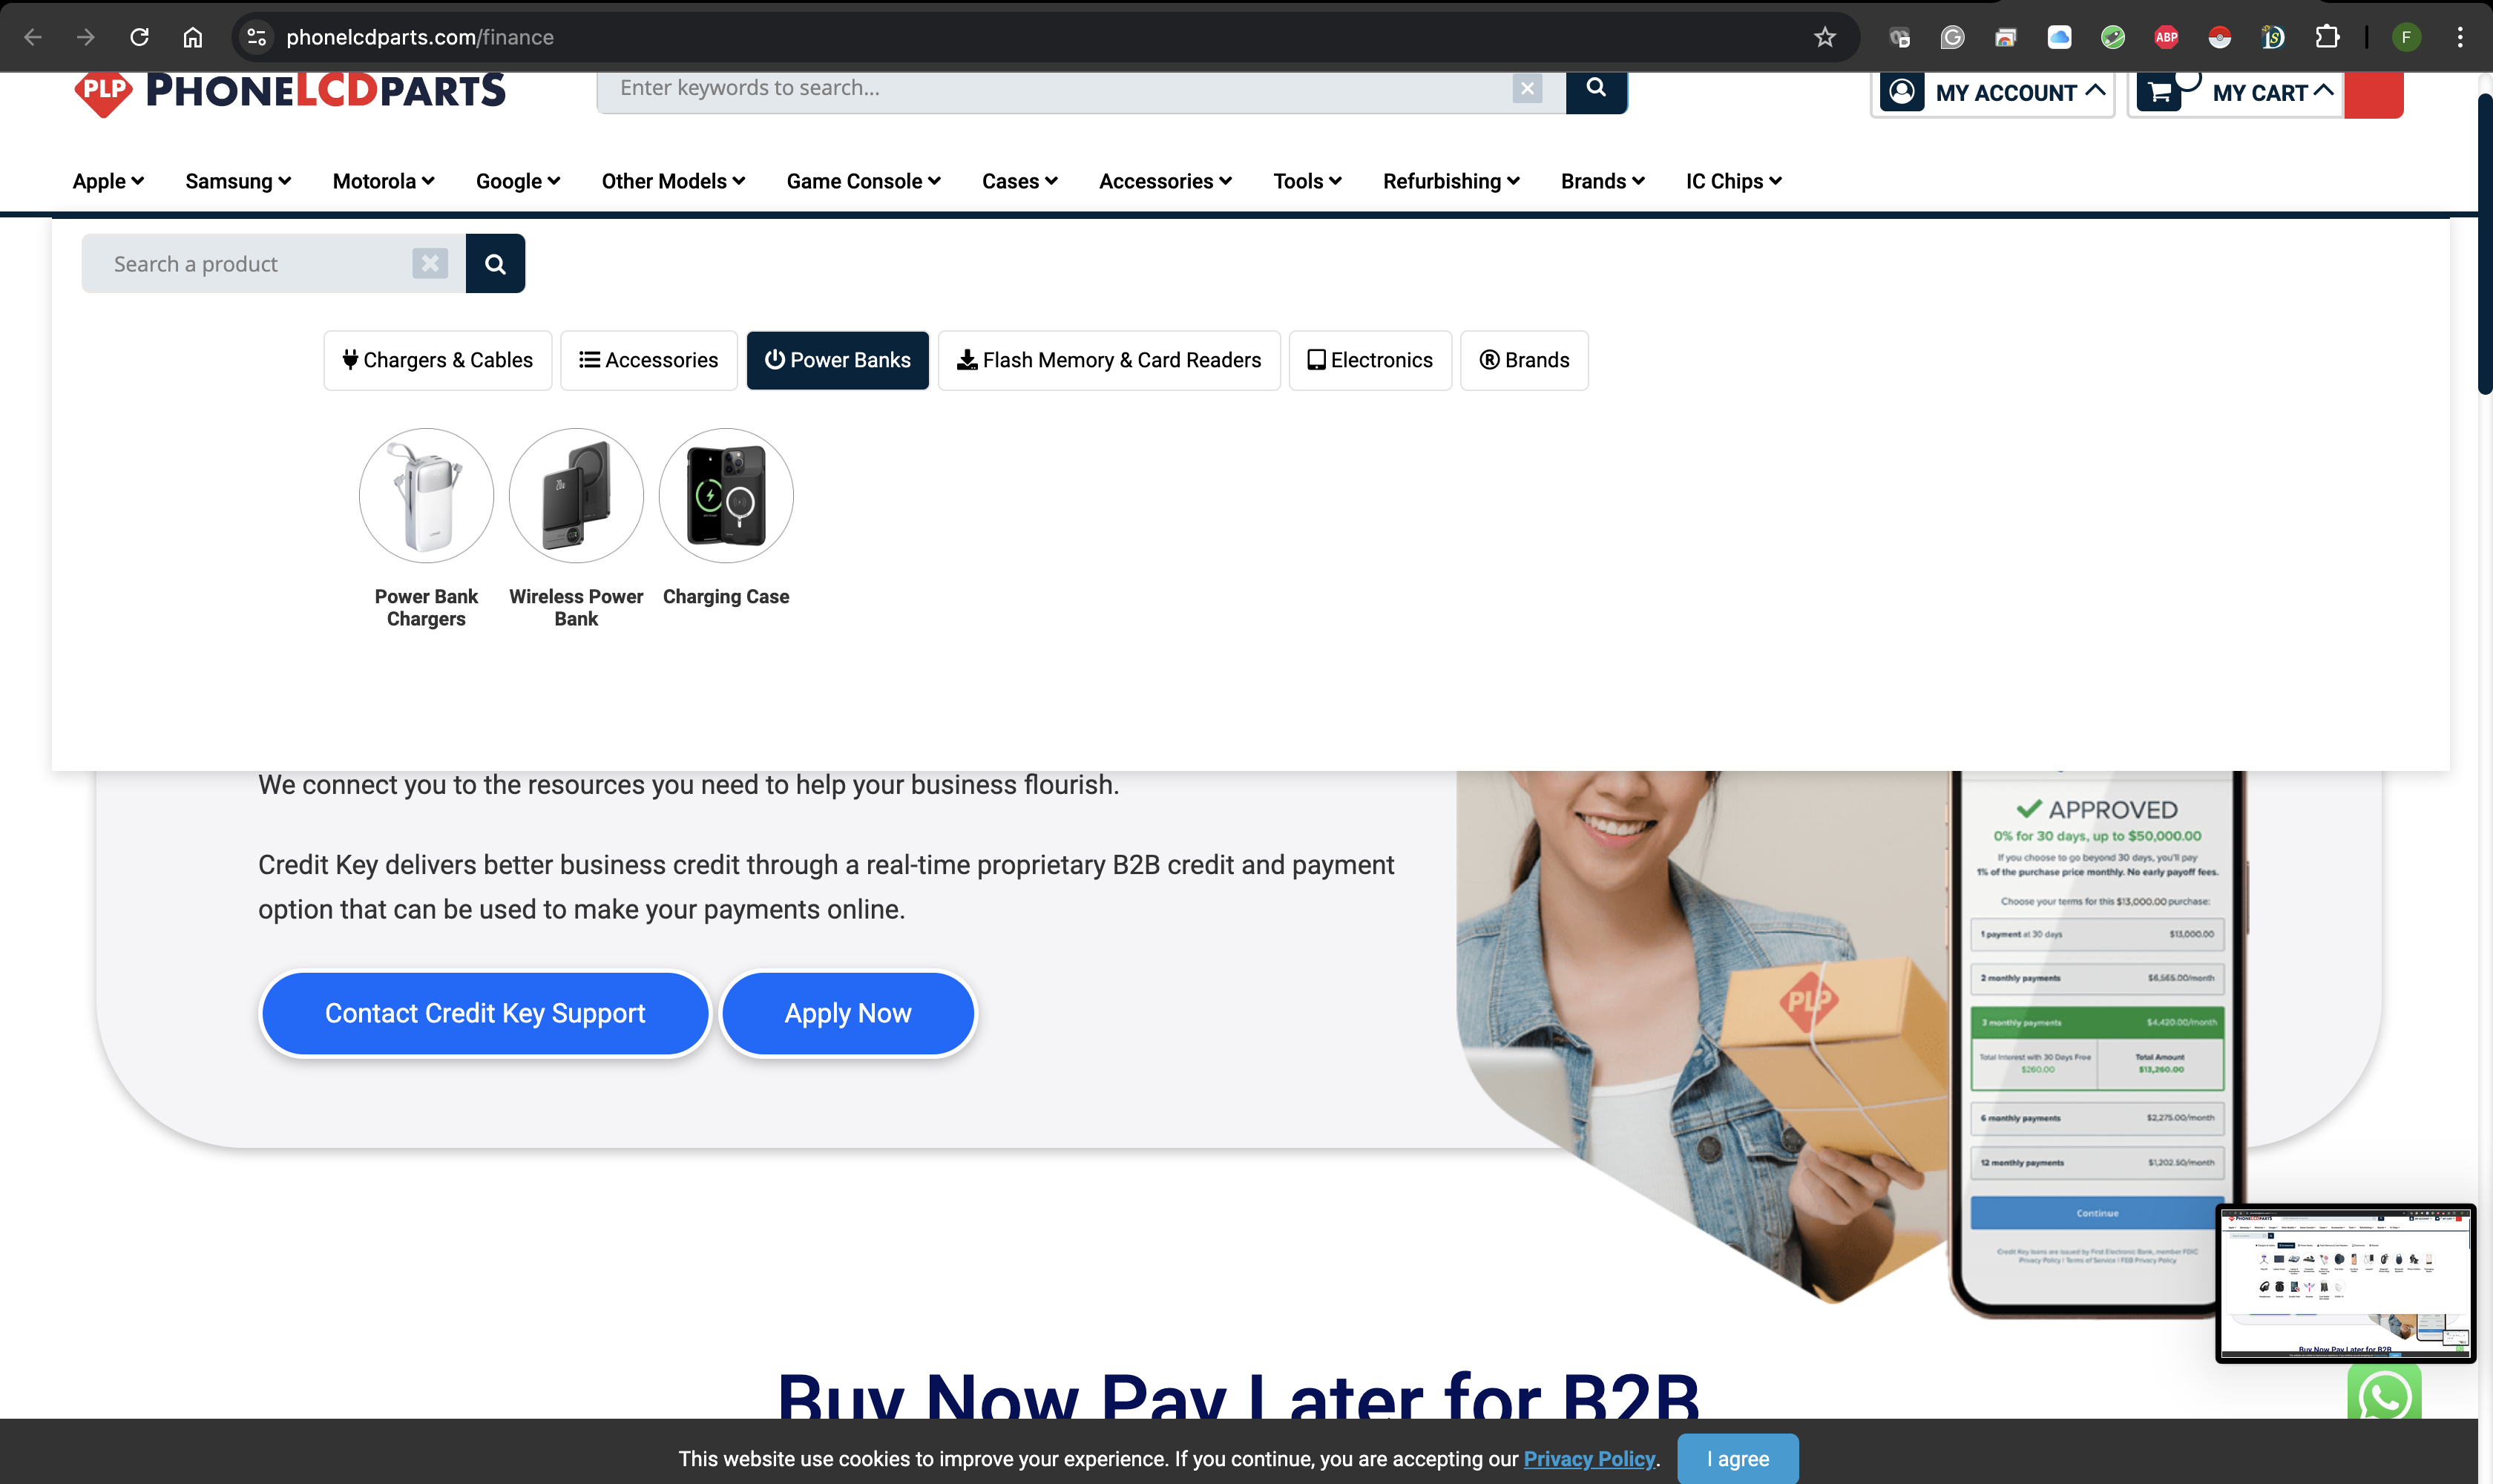 phonelcdparts.com/finance
ABP
F
PLP PHONELCDPARTS
Enter keywords to search...
MY ACCOUNT
MY CART
Apple
Samsung
Motorola
Google
Other Models
Game Console
Cases
Accessories
Tools
Refurbishing
Brands
IC Chips
Search a product
Chargers & Cables
Accessories
Power Banks
Flash Memory & Card Readers
Electronics
Brands
Power Bank
Chargers
Wireless Power
Bank
Charging Case
We connect you to the resources you need to help your business flourish.
Credit Key delivers better business credit through a real-time proprietary B2B credit and payment
option that can be used to make your payments online.
Contact Credit Key Support
Apply Now
PLP
APPROVED
0% for 30 days, up to $50,000.00
If you choose to go beyond 30 days, you'll pay
1% of the purchase price monthly. No early payoff fees.
Choose your terms for this $13,000.00 purchase:
1 payment at 30 days $13,000.00
2 monthly payments $6,565.00/month
3 monthly payments $4,420.00/month
Total Interest with 30 Days Free
$260.00
Total Amount
$13,260.00
6 monthly payments $2,275.00/month
12 monthly payments $1,202.50/month
Continue
Credit Key loans are issued by First Electronic Bank, member FDIC
Privacy Policy | Terms of Service | FEB Privacy Policy
PHONELCDPARTS
Buy Now Pay Later for B2B
Buy Now Pay Later for B2B
This website use cookies to improve your experience. If you continue, you are accepting our Privacy Policy.
I agree